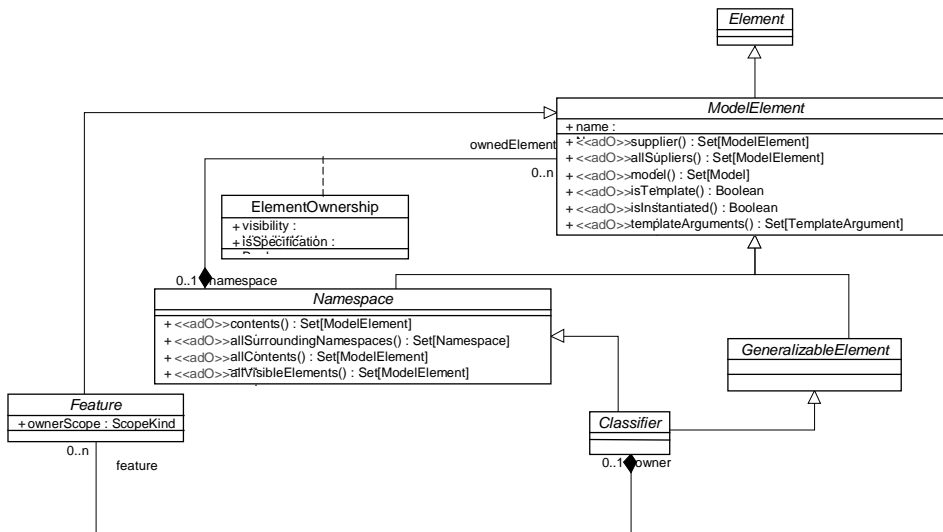 Element
ModelElement
+ name :
ownedElement
+ <<adO>> supplier() : Set[ModelElement]
+ <<adO>> allSupliers() : Set[ModelElement]
0..n
+ <<adO>> model() : Set[Model]
+ <<adO>> isTemplate() : Boolean
+ <<adO>> isInstantiated() : Boolean
+ <<adO>> templateArguments() : Set[TemplateArgument]
ElementOwnership
+ visibility :
+ isSpecification :
0..1
namespace
Namespace
+ <<adO>> contents() : Set[ModelElement]
+ <<adO>> allSurroundingNamespaces() : Set[Namespace]
+ <<adO>> allContents() : Set[ModelElement]
+ <<adO>> allVisibleElements() : Set[ModelElement]
GeneralizableElement
Feature
+ ownerScope : ScopeKind
Classifier
0..n
feature
0..1
owner